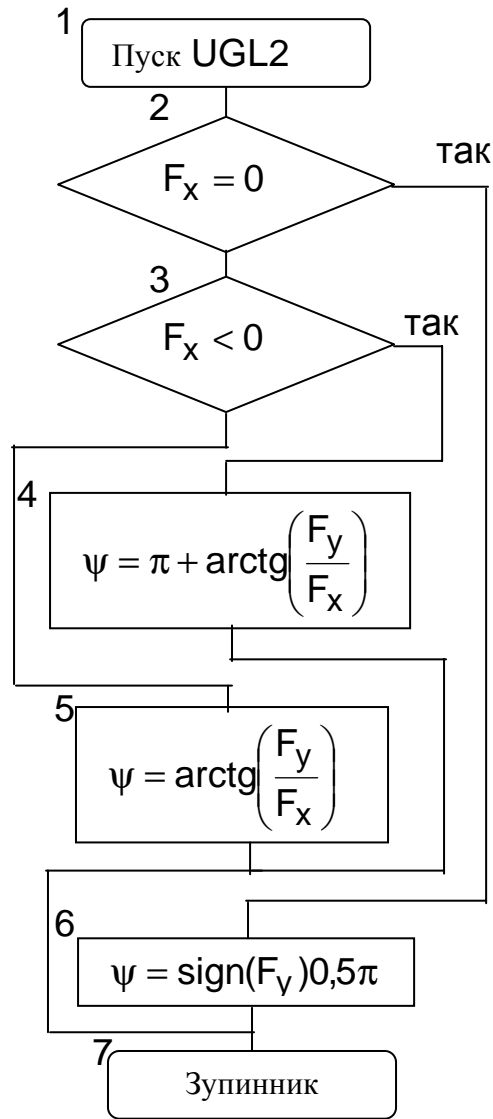 1
Пуск UGL2
2
так
F_x = 0
3
так
F_x < 0
4
ψ = π + arctg(F_y/F_x)
5
ψ = arctg(F_y/F_x)
6
ψ = sign(F_y)0,5π
7
Зупинник